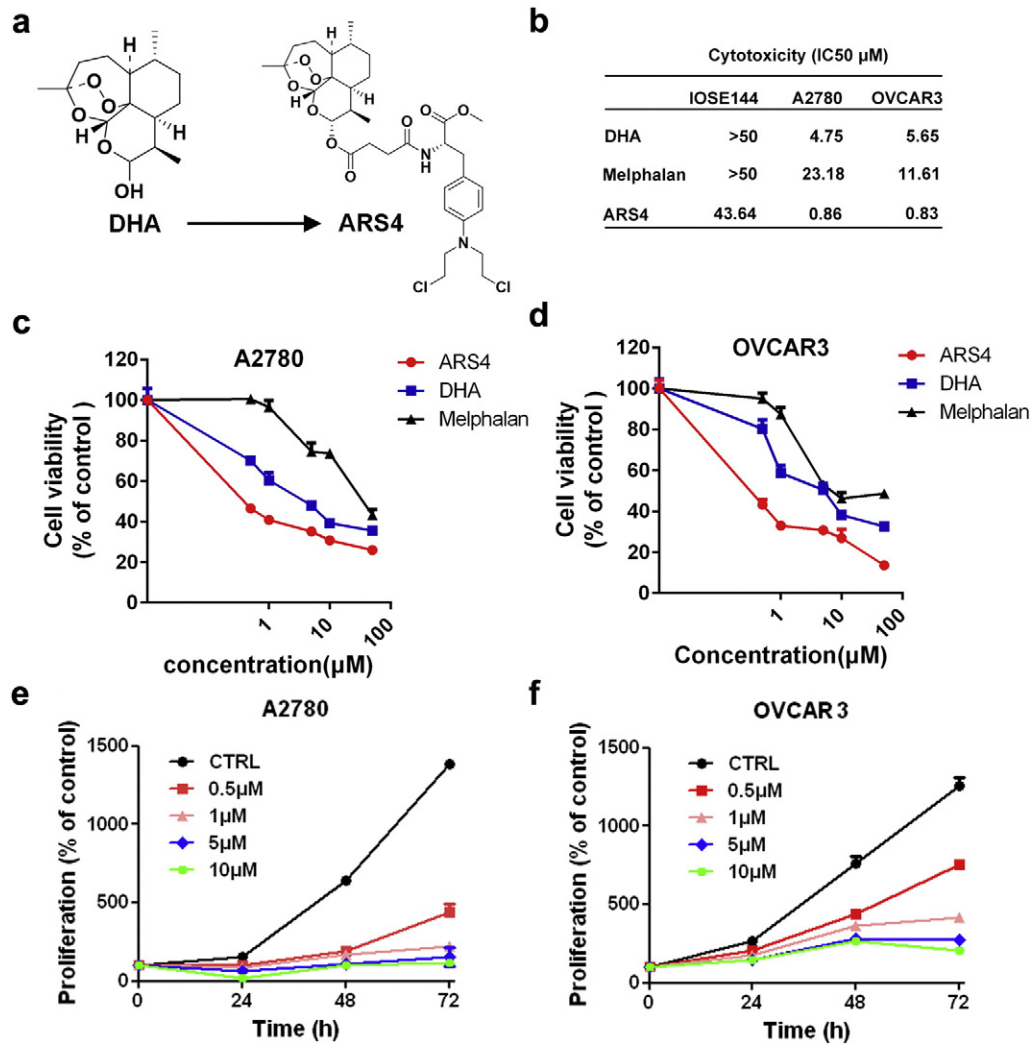 a
H
O
O
O
O
H
H
OH
DHA
ARS4
H
O
O
O
O
H
H
O
O
O
N
H
O
O
N
Cl
Cl
b
Cytotoxicity (IC50 μM)
IOSE144 A2780 OVCAR3
DHA >50 4.75 5.65
Melphalan >50 23.18 11.61
ARS4 43.64 0.86 0.83
c
A2780
ARS4
DHA
Melphalan
Cell viability
(% of control )
120
100
80
60
40
20
0
1 10 100
concentration(μM)
d
OVCAR3
ARS4
DHA
Melphalan
Cell viability
(% of control)
120
100
80
60
40
20
0
1 10 100
Concentration(μM)
e
A2780
CTRL
0.5μM
1μM
5μM
10μM
Proliferation (% of control)
1500
1000
500
0
0 24 48 72
Time (h)
f
OVCAR 3
CTRL
0.5μM
1μM
5μM
10μM
Proliferation (% of control)
1500
1000
500
0
0 24 48 72
Time (h)